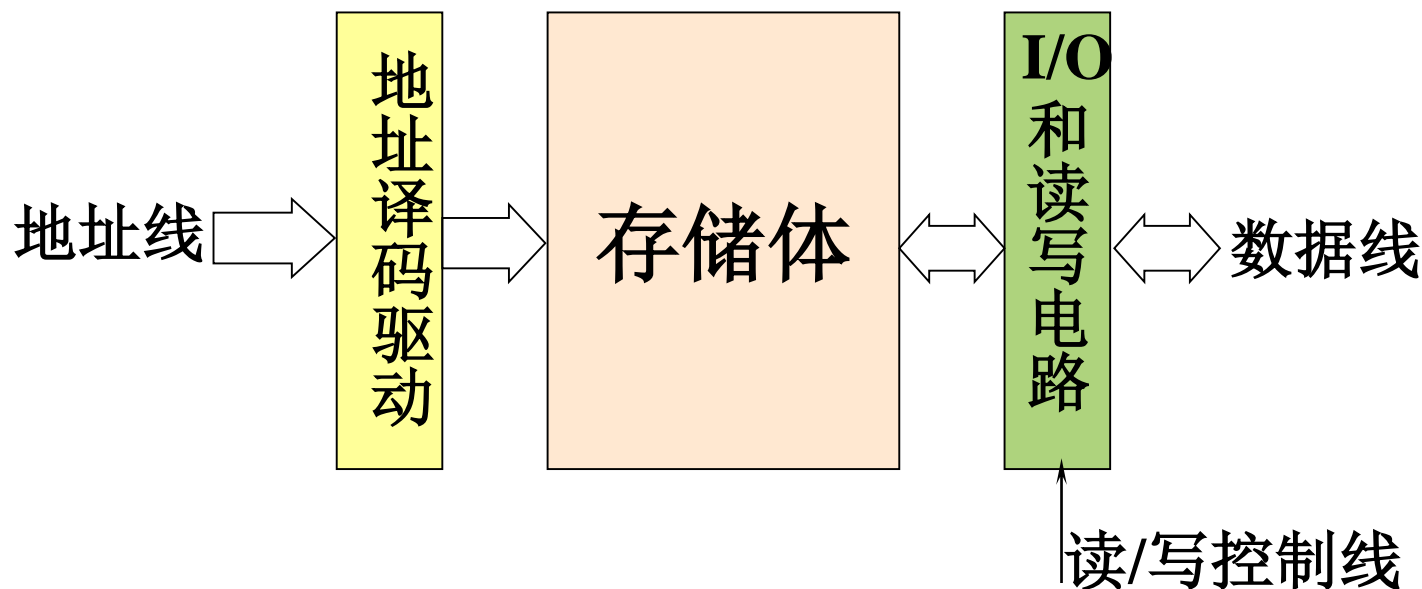 地址线
地址译码驱动
存储体
I/O和读写电路
数据线
读/写控制线